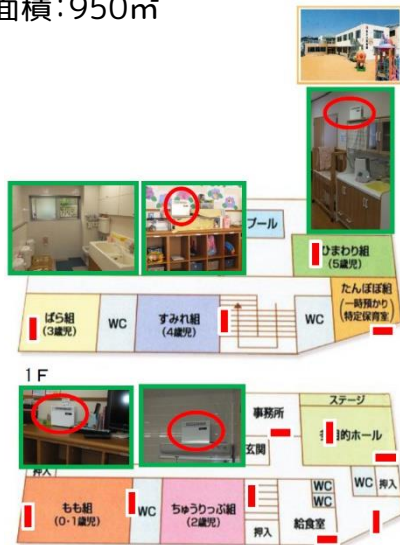 面積:950㎡
プール
ひまわり組
(5歳児)
たんぽぽ組
(一時預かり
特定保育室)
ばら組
(3歳児)
WC
すみれ組
(4歳児)
WC
1F
ステージ
事務所
目的ホール
玄関
押入
WC
押入
WC
WC
もも組
(0・1歳児)
WC
ちゅうりっぷ組
(2歳児)
押入
給食室